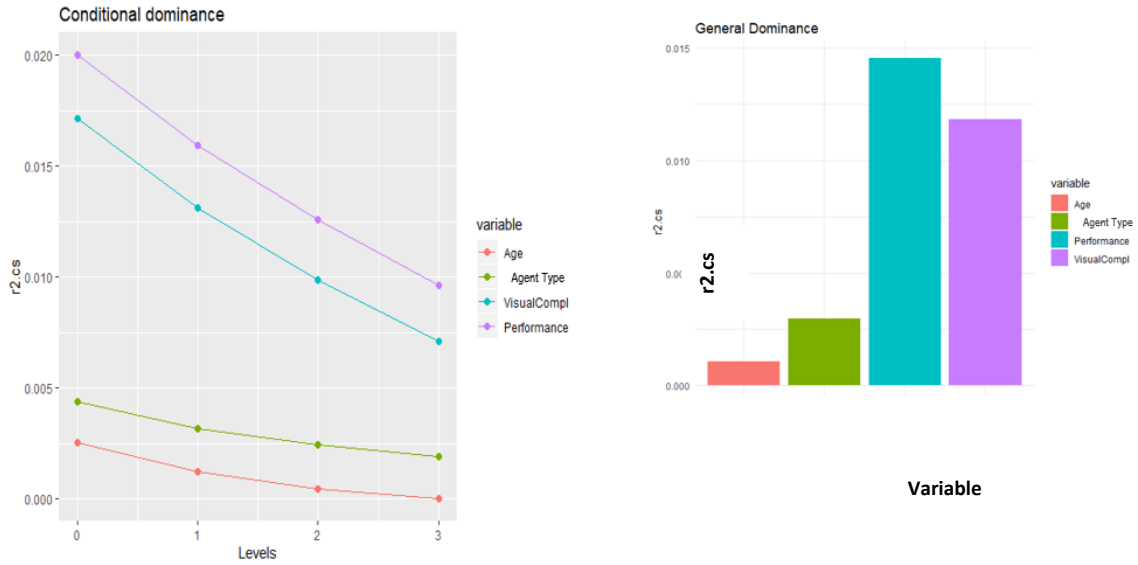 Conditional dominance
r2.cs
0.020
0.015
0.010
0.005
0.000
0 1 2 3
Levels
variable
Age
Agent Type
VisualCompl
Performance
General Dominance
r2.cs
r2.cs
0.015
0.010
0.000
Variable
variable
Age
Agent Type
Performance
VisualCompl